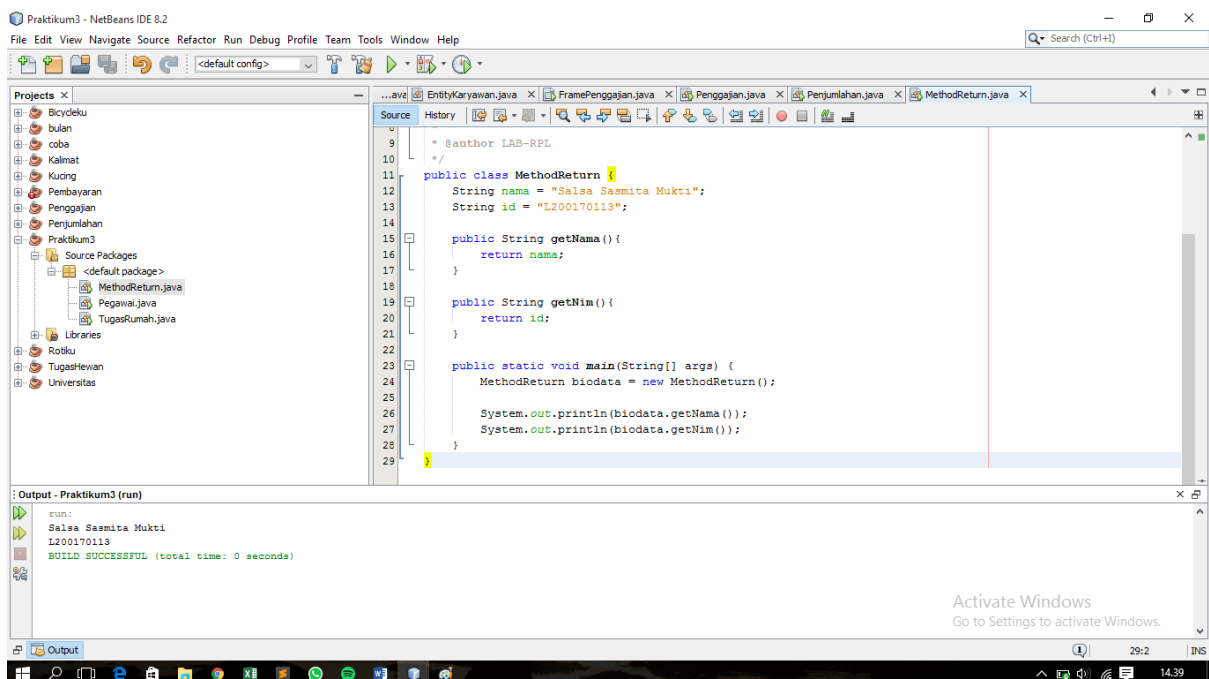 Praktikum3 - NetBeans IDE 8.2
File Edit View Navigate Source Refactor Run Debug Profile Team Tools Window Help
Search (Ctrl+I)
<default config>
Projects
Bicydeku
bulan
coba
Kalimat
Kucing
Pembayaran
Penggajian
Penjumlahan
Praktikum3
Source Packages
<default package>
MethodReturn.java
Pegawai.java
TugasRumah.java
Libraries
Rotiku
TugasHewan
Universitas
...ava EntityKaryawan.java FramePenggajian.java Penggajian.java Penjumlahan.java MethodReturn.java
Source History
9 * @author LAB-RPL
10 */
11 public class MethodReturn {
12 String nama = "Salsa Sasmita Mukti";
13 String id = "L200170113";
14
15 public String getNama(){
16 return nama;
17 }
18
19 public String getNim(){
20 return id;
21 }
22
23 public static void main(String[] args) {
24 MethodReturn biodata = new MethodReturn();
25
26 System.out.println(biodata.getNama());
27 System.out.println(biodata.getNim());
28 }
29 }
Output - Praktikum3 (run)
run:
Salsa Sasmita Mukti
L200170113
BUILD SUCCESSFUL (total time: 0 seconds)
Activate Windows
Go to Settings to activate Windows.
Output
1
29:2
INS
14.39